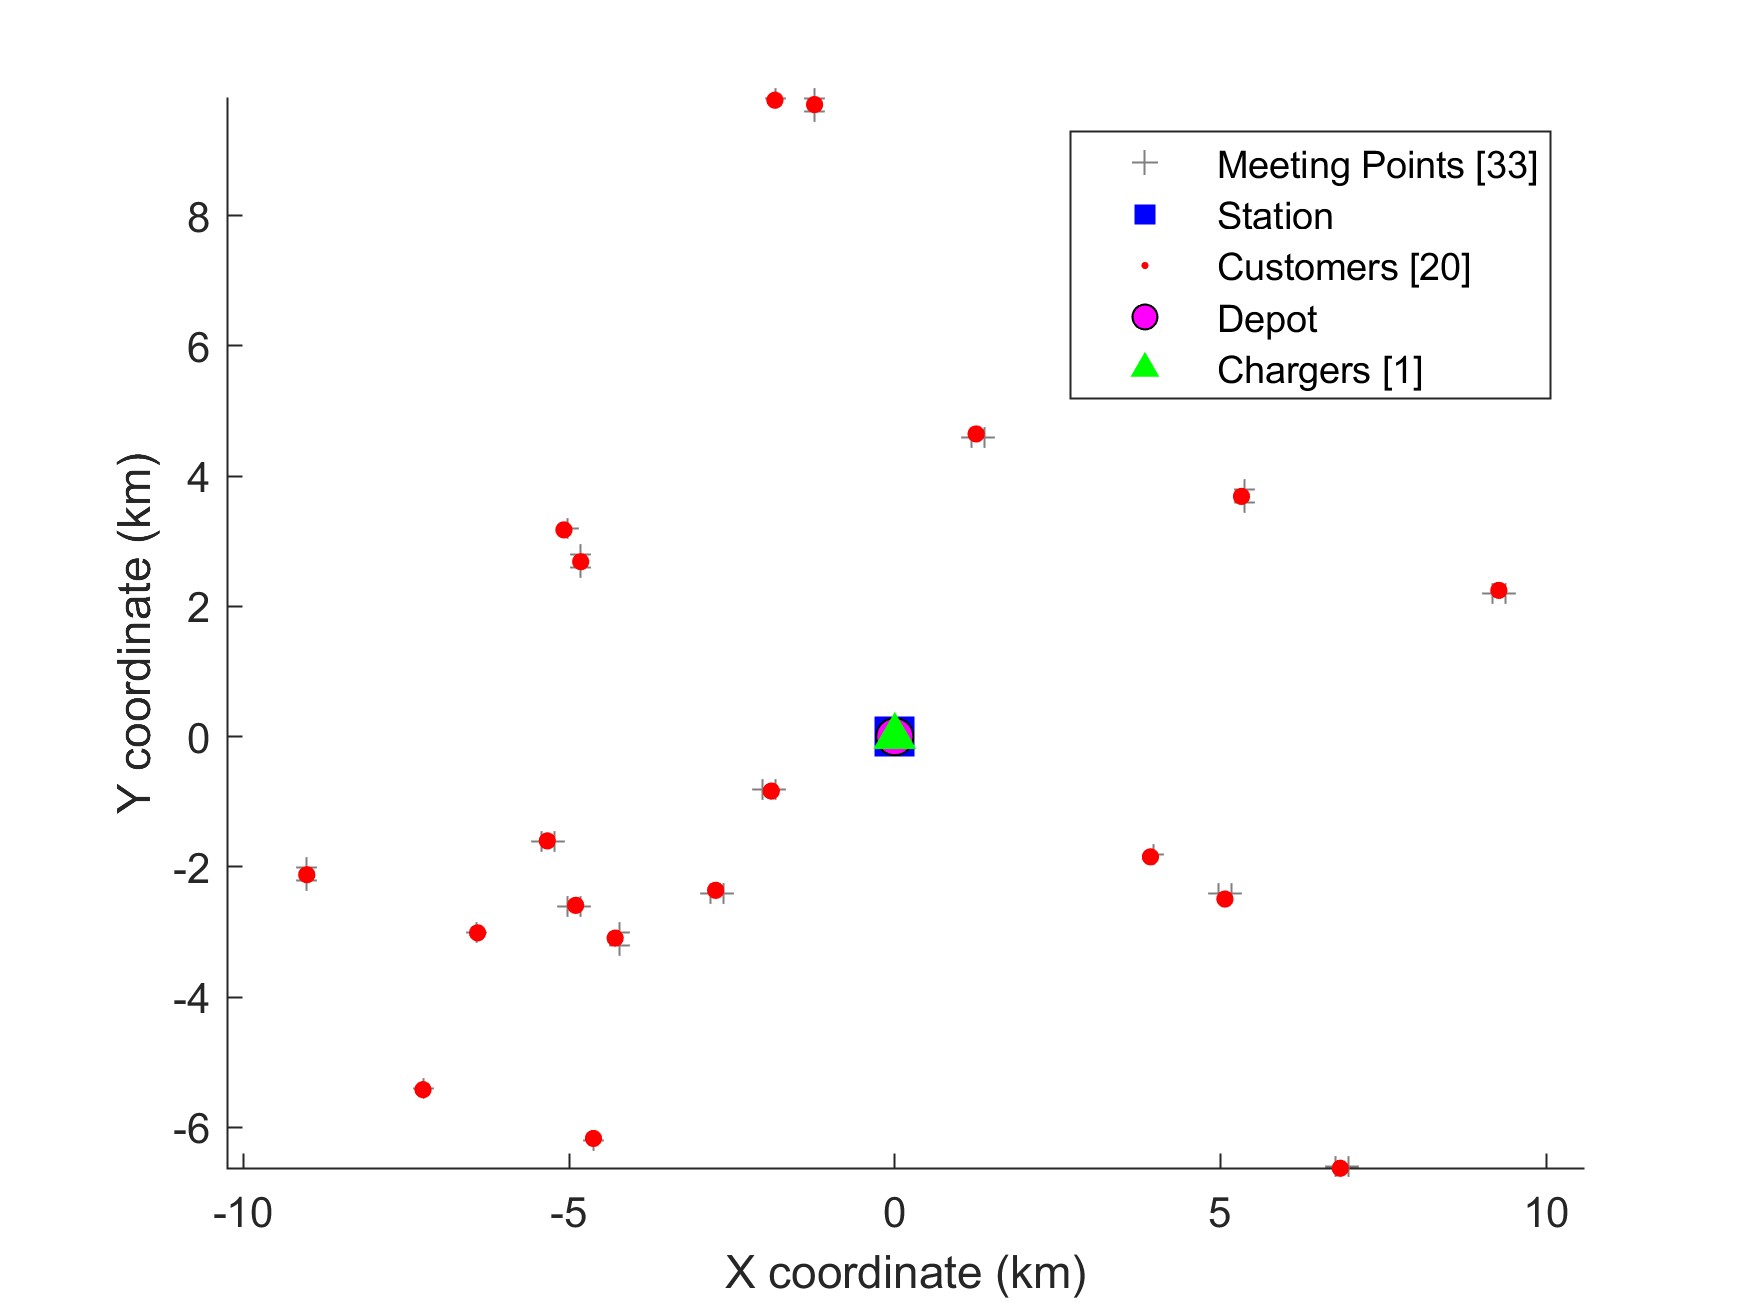 Meeting Points [33]
Station
Customers [20]
Depot
Chargers [1]
8
6
4
2
0
-2
-4
-6
Y coordinate (km)
-10 -5 0 5 10
X coordinate (km)